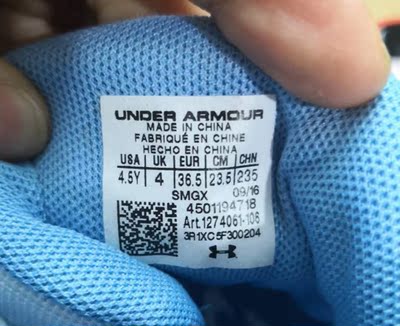 UNDER ARMOUR
MADE IN CHINA
FABRIQUÉ EN CHINE
HECHO EN CHINA
USA UK EUR CM CHN
4.5Y 4 36.5 23.5 235
SMGX 09/16
4501194718
Art.1274061-106
3R1XC5F300204